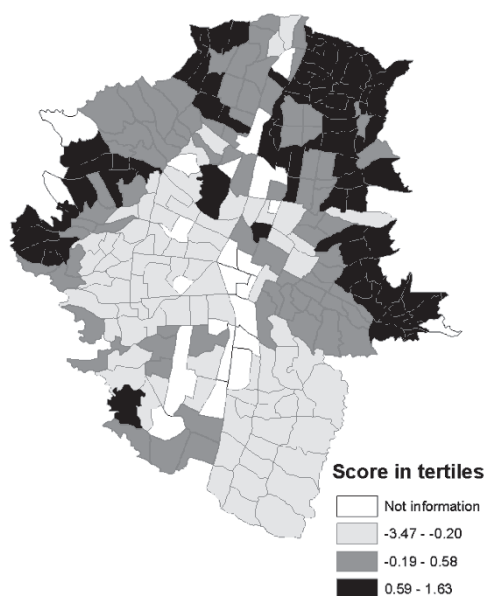 Score in tertiles
Not information
-3.47 - -0.20
-0.19 - 0.58
0.59 - 1.63